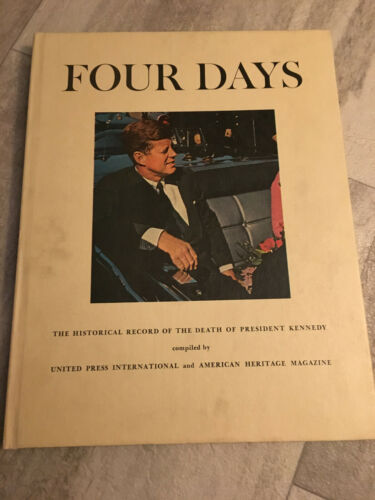 FOUR DAYS
THE HISTORICAL RECORD OF THE DEATH OF PRESIDENT KENNEDY
compiled by
UNITED PRESS INTERNATIONAL and AMERICAN HERITAGE MAGAZINE